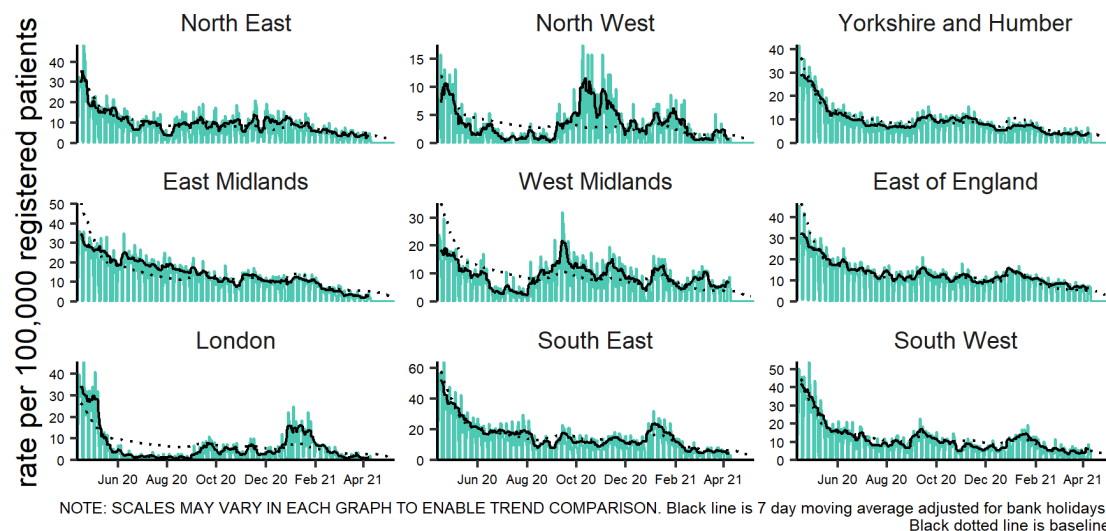 rate per 100,000 registered patients
North East
North West
Yorkshire and Humber
40
30
20
10
0
15
10
5
0
40
30
20
10
0
East Midlands
West Midlands
East of England
50
40
30
20
10
0
30
20
10
0
40
30
20
10
0
London
South East
South West
40
30
20
10
0
60
40
20
0
50
40
30
20
10
0
Jun 20 Aug 20 Oct 20 Dec 20 Feb 21 Apr 21
Jun 20 Aug 20 Oct 20 Dec 20 Feb 21 Apr 21
Jun 20 Aug 20 Oct 20 Dec 20 Feb 21 Apr 21
NOTE: SCALES MAY VARY IN EACH GRAPH TO ENABLE TREND COMPARISON. Black line is 7 day moving average adjusted for bank holidays
Black dotted line is baseline